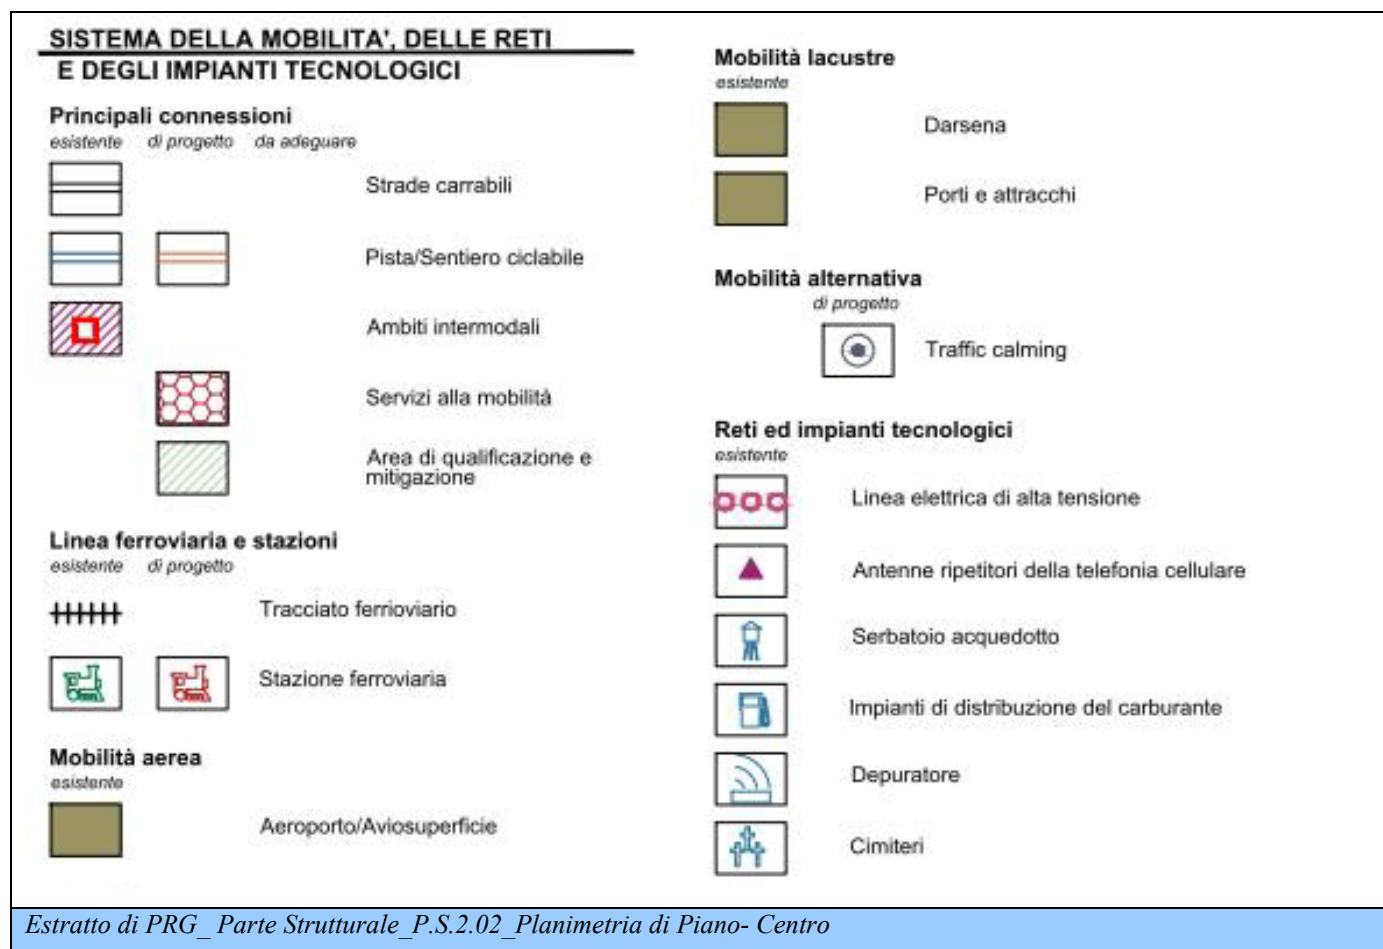 SISTEMA DELLA MOBILITA', DELLE RETI
E DEGLI IMPIANTI TECNOLOGICI
Principali connessioni
esistente di progetto da adeguare
Strade carrabili
Pista/Sentiero ciclabile
Ambiti intermodali
Servizi alla mobilità
Area di qualificazione e
mitigazione
Linea ferroviaria e stazioni
esistente di progetto
Tracciato ferrioviario
Stazione ferroviaria
Mobilità aerea
esistente
Aeroporto/Aviosuperficie
Mobilità lacustre
esistente
Darsena
Porti e attracchi
Mobilità alternativa
di progetto
Traffic calming
Reti ed impianti tecnologici
esistente
Linea elettrica di alta tensione
Antenne ripetitori della telefonia cellulare
Serbatoio acquedotto
Impianti di distribuzione del carburante
Depuratore
Cimiteri
Estratto di PRG_ Parte Strutturale_P.S.2.02_Planimetria di Piano- Centro